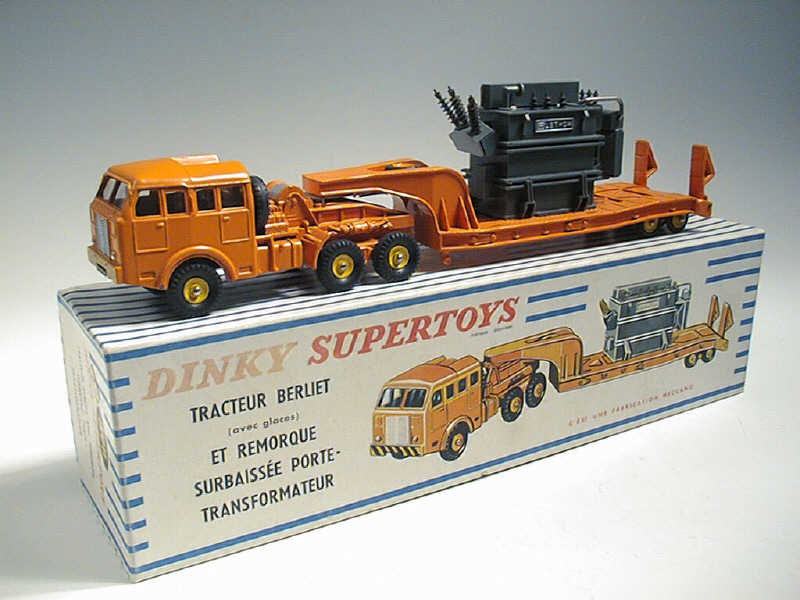 DINKY SUPERTOYS
TRACTEUR BERLIET
(avec glaces)
ET REMORQUE
SURBAISSÉE PORTE-
TRANSFORMATEUR
C'EST UNE FABRICATION MECCANO